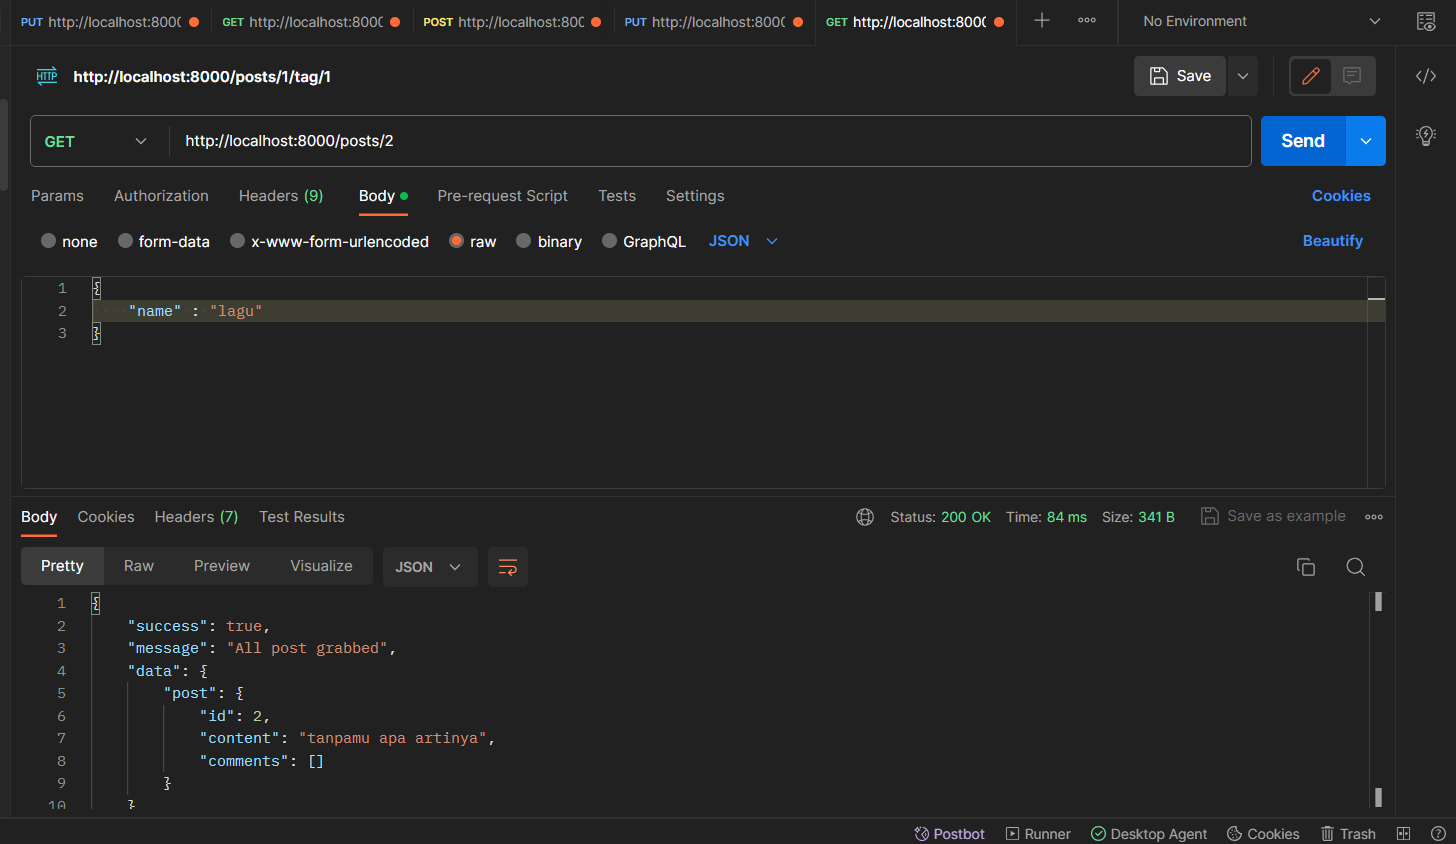 PUT http://localhost:800( GET http://localhost:800( POST http://localhost:800( PUT http://localhost:800( GET http://localhost:800( No Environment
HTTP http://localhost:8000/posts/1/tag/1 Save
GET http://localhost:8000/posts/2 Send
Params Authorization Headers (9) Body Pre-request Script Tests Settings Cookies
none form-data x-www-form-urlencoded raw binary GraphQL JSON Beautify
1 {
2 "name" : "lagu"
3 }
Body Cookies Headers (7) Test Results Status: 200 OK Time: 84 ms Size: 341 B Save as example
Pretty Raw Preview Visualize JSON
1 {
2 "success": true,
3 "message": "All post grabbed",
4 "data": {
5 "post": {
6 "id": 2,
7 "content": "tanpamu apa artinya",
8 "comments": []
9 }
10 }
Postbot Runner Desktop Agent Cookies Trash